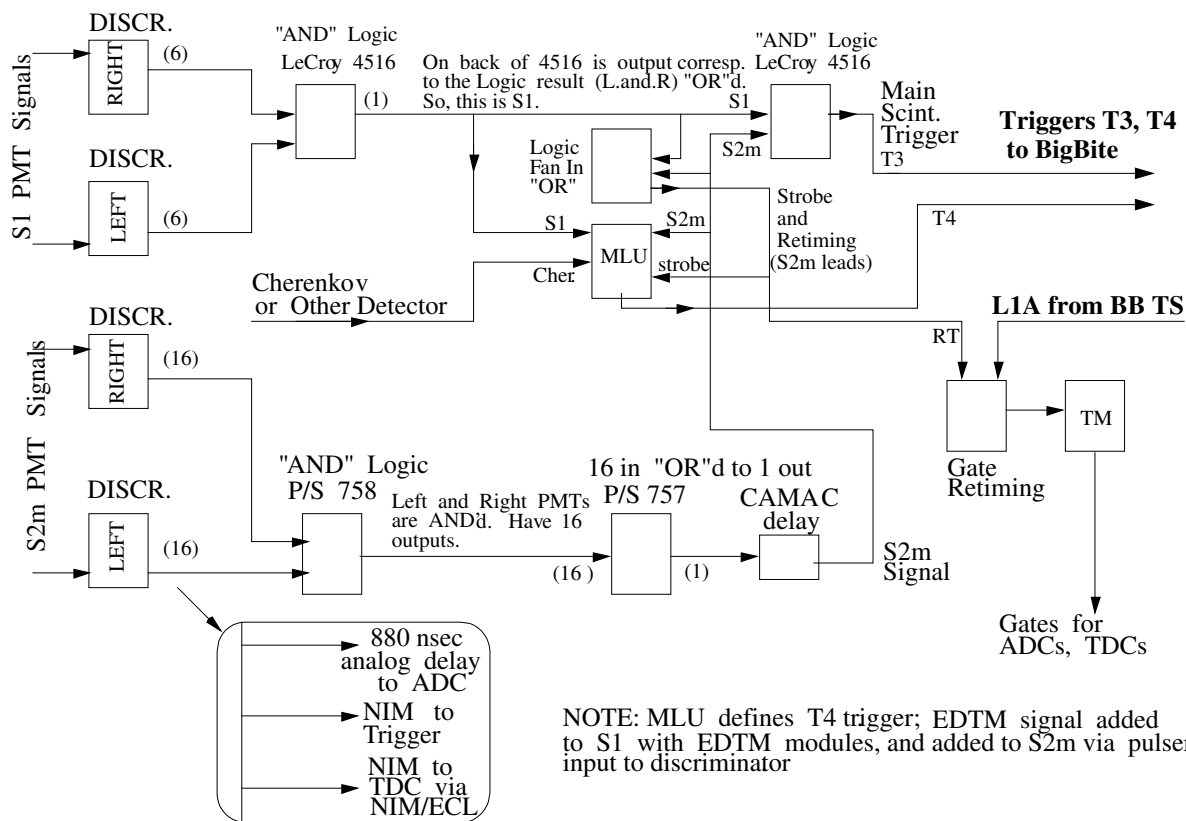 DISCR.
RIGHT
(6)
S1 PMT Signals
DISCR.
LEFT
(6)
"AND" Logic
LeCroy 4516
(1)
On back of 4516 is output corresp.
to the Logic result (L.and.R) "OR"d.
So, this is S1.
"AND" Logic
LeCroy 4516
S1
S2m
Main
Scint.
Trigger
T3
Triggers T3, T4
to BigBite
Logic
Fan In
"OR"
S1
S2m
MLU
Cher.
strobe
Strobe
and
Retiming
(S2m leads)
T4
Cherenkov
or Other Detector
L1A from BB TS
RT
DISCR.
RIGHT
(16)
S2m PMT Signals
DISCR.
LEFT
(16)
"AND" Logic
P/S 758
Left and Right PMTs
are AND'd. Have 16
outputs.
16 in "OR"d to 1 out
P/S 757
(16)
(1)
CAMAC
delay
S2m
Signal
TM
Gate
Retiming
Gates for
ADCs, TDCs
880 nsec
analog delay
to ADC
NIM to
Trigger
NIM to
TDC via
NIM/ECL
NOTE: MLU defines T4 trigger; EDTM signal added
to S1 with EDTM modules, and added to S2m via pulser
input to discriminator